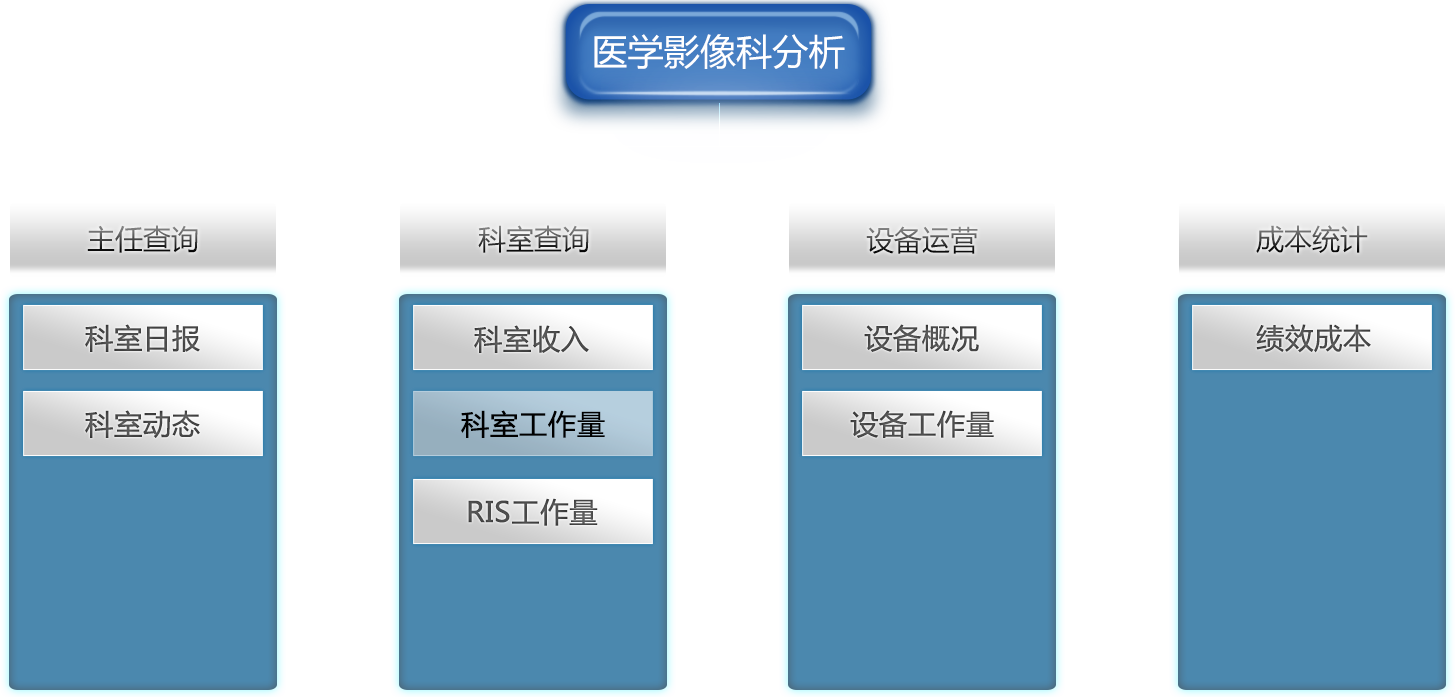 医学影像科分析
主任查询
科室查询
设备运营
成本统计
科室日报
科室收入
设备概况
绩效成本
科室动态
科室工作量
设备工作量
RIS工作量